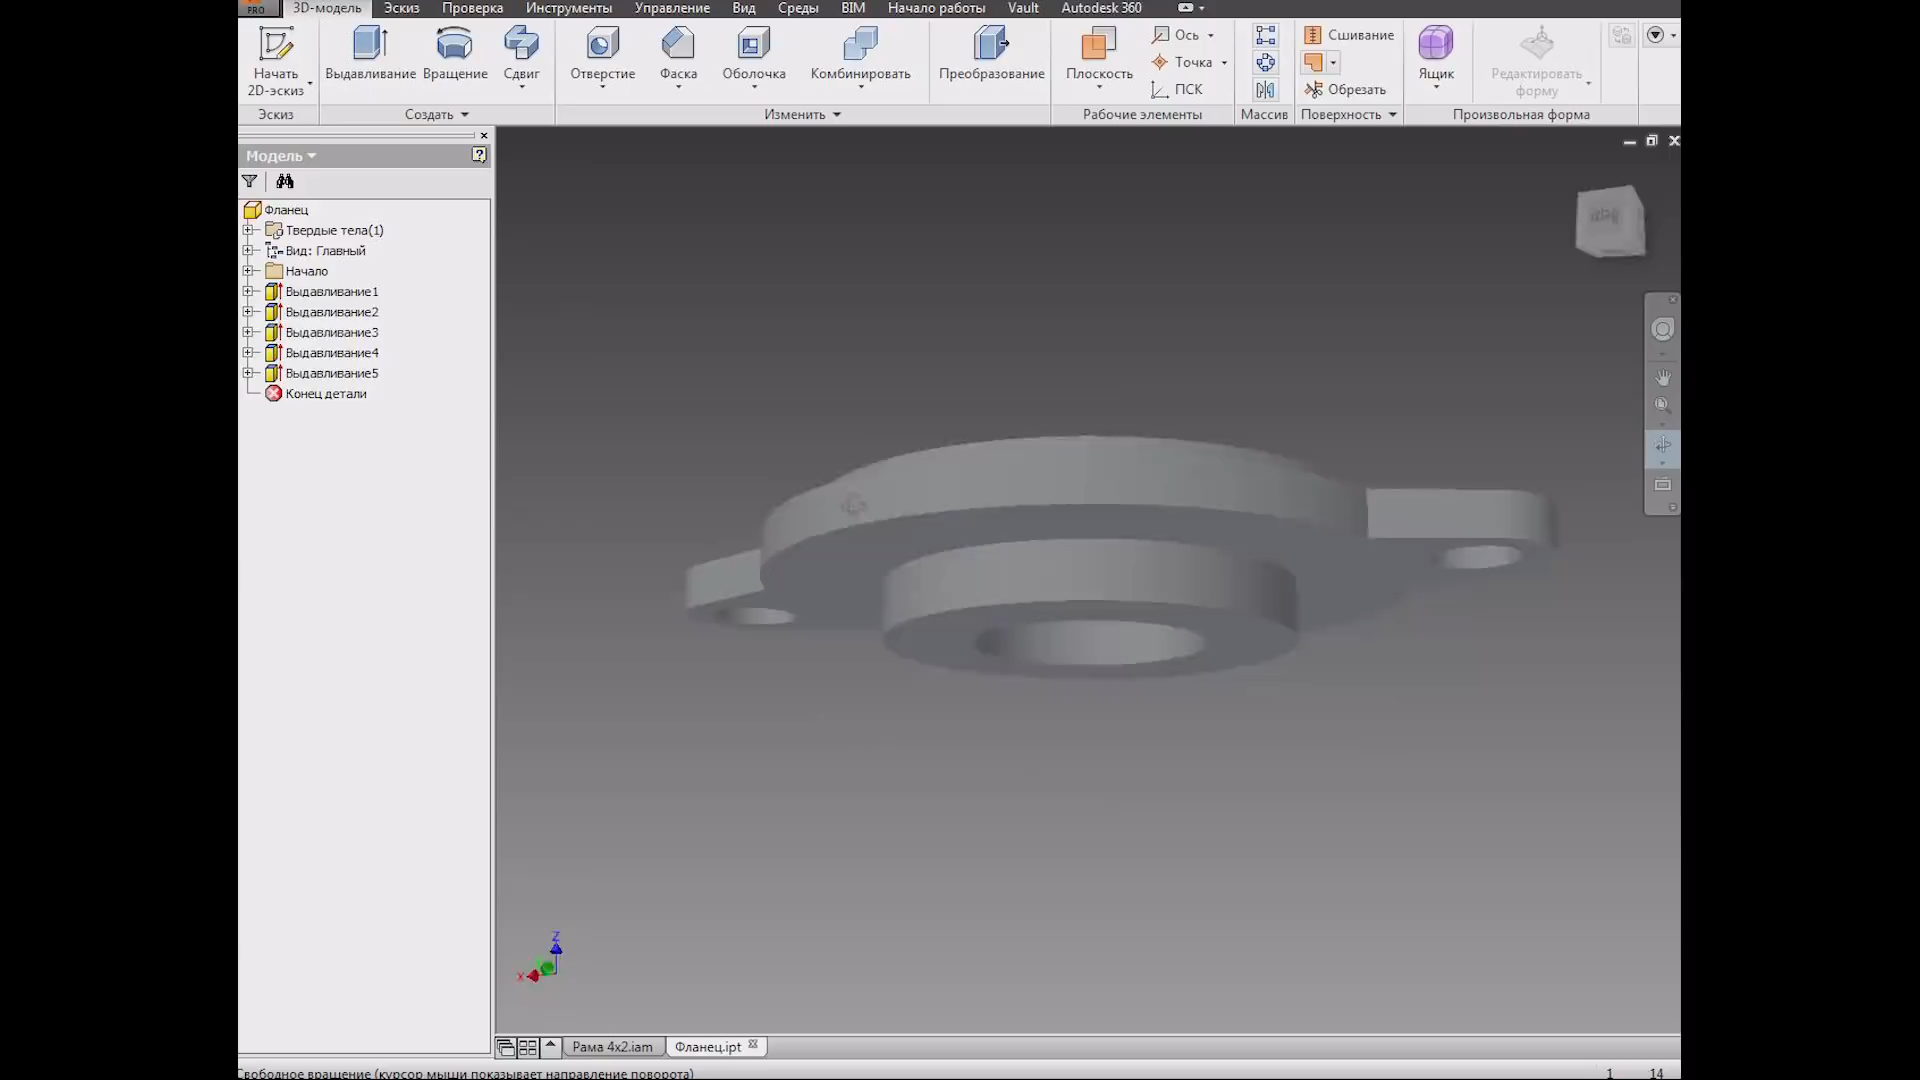 PRO
3D-модель Эскиз Проверка Инструменты Управление Вид Среды BIM Начало работы Vault Autodesk 360
Начать
2D-эскиз
Выдавливание Вращение Сдвиг
Отверстие Фаска Оболочка Комбинировать
Преобразование
Плоскость
Ось
Точка
ПСК
Сшивание
Обрезать
Ящик
Редактировать
форму
Эскиз Создать Изменить Рабочие элементы Массив Поверхность Произвольная форма
Модель
Фланец
Твердые тела(1)
Вид: Главный
Начало
Выдавливание1
Выдавливание2
Выдавливание3
Выдавливание4
Выдавливание5
Конец детали
Z
X
Рама 4x2.iam Фланец.ipt
Свободное вращение (курсор мыши показывает направление поворота) 1 14